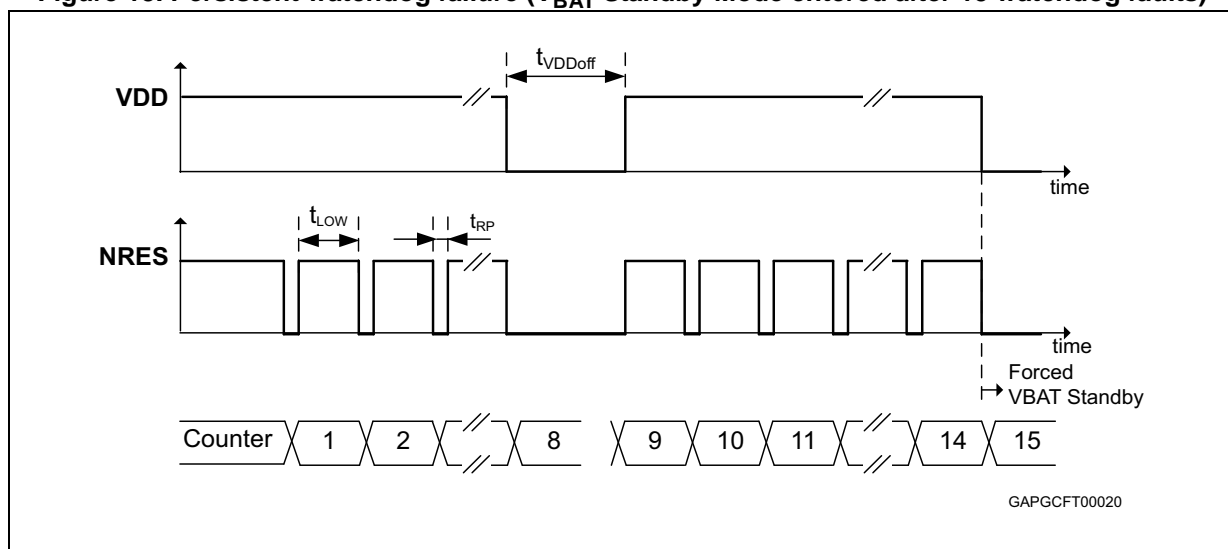 Figure 16. Persistent watchdog failure (VBAT Standby mode entered after 15 watchdog faults)
tVDDoff
VDD
time
tLOW
tRP
NRES
time
Forced
VBAT Standby
Counter 1 2 8 9 10 11 14 15
GAPGCFT00020